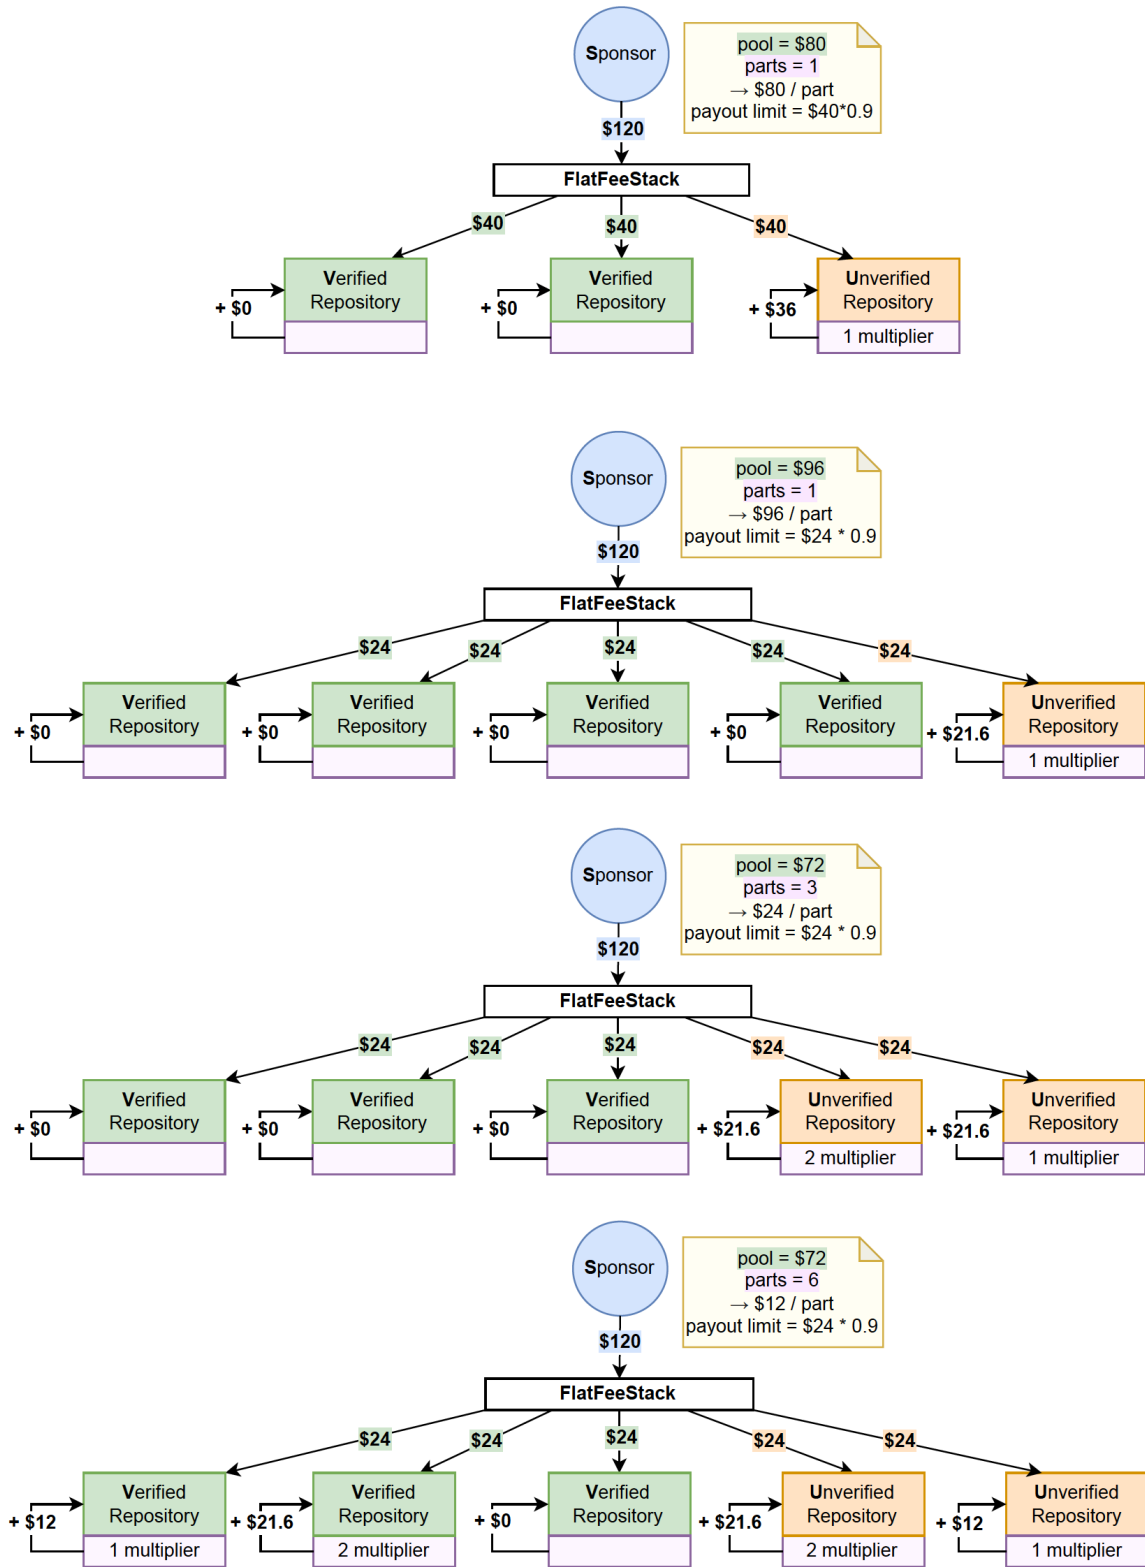 Sponsor
pool = $80
parts = 1
→ $80 / part
payout limit = $40*0.9
$120
FlatFeeStack
$40
$40
$40
Verified
Repository
Verified
Repository
Unverified
Repository
+ $0
+ $0
+ $36
1 multiplier
Sponsor
pool = $96
parts = 1
→ $96 / part
payout limit = $24 * 0.9
$120
FlatFeeStack
$24
$24
$24
$24
$24
Verified
Repository
Verified
Repository
Verified
Repository
Verified
Repository
Unverified
Repository
+ $0
+ $0
+ $0
+ $0
+ $21.6
1 multiplier
Sponsor
pool = $72
parts = 3
→ $24 / part
payout limit = $24 * 0.9
$120
FlatFeeStack
$24
$24
$24
$24
$24
Verified
Repository
Verified
Repository
Verified
Repository
Unverified
Repository
Unverified
Repository
+ $0
+ $0
+ $0
+ $21.6
+ $21.6
2 multiplier
1 multiplier
Sponsor
pool = $72
parts = 6
→ $12 / part
payout limit = $24 * 0.9
$120
FlatFeeStack
$24
$24
$24
$24
$24
Verified
Repository
Verified
Repository
Verified
Repository
Unverified
Repository
Unverified
Repository
+ $12
+ $21.6
+ $0
+ $21.6
+ $12
1 multiplier
2 multiplier
2 multiplier
1 multiplier